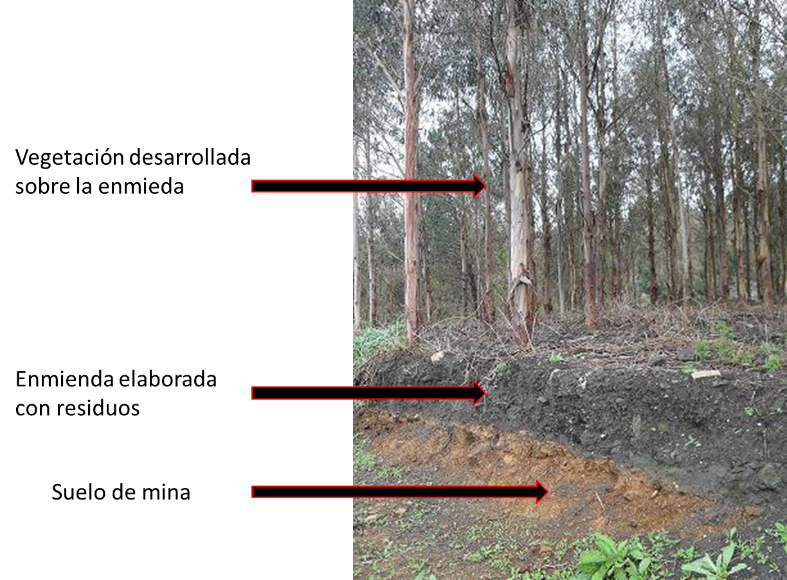 Vegetación desarrollada
sobre la enmieda
Enmienda elaborada
con residuos
Suelo de mina